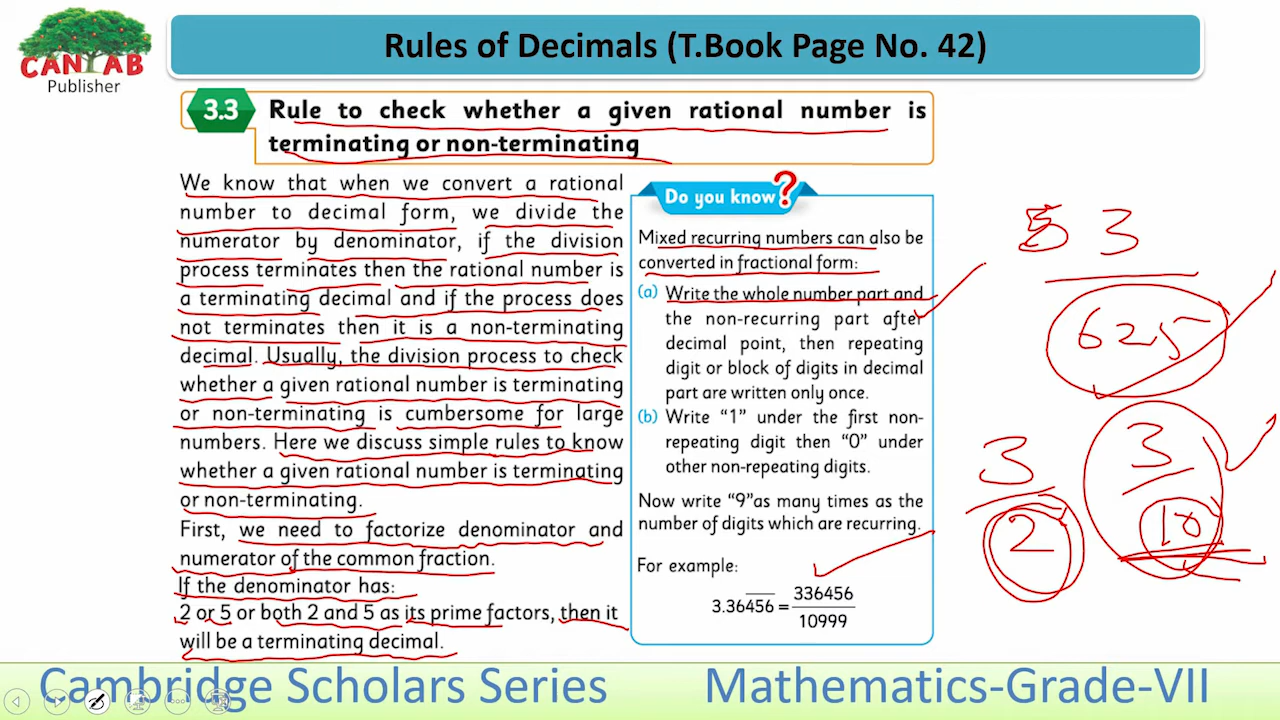 CANTAB
Publisher
Rules of Decimals (T.Book Page No. 42)
3.3
Rule to check whether a given rational number is
terminating or non-terminating
We know that when we convert a rational
number to decimal form, we divide the
numerator by denominator, if the division
process terminates then the rational number is
a terminating decimal and if the process does
not terminates then it is a non-terminating
decimal. Usually, the division process to check
whether a given rational number is terminating
or non-terminating is cumbersome for large
numbers. Here we discuss simple rules to know
whether a given rational number is terminating
or non-terminating.
First, we need to factorize denominator and
numerator of the common fraction.
If the denominator has:
2 or 5 or both 2 and 5 as its prime factors, then it
will be a terminating decimal.
Do you know?
Mixed recurring numbers can also be
converted in fractional form:
(a) Write the whole number part and
the non-recurring part after
decimal point, then repeating
digit or block of digits in decimal
part are written only once.
(b) Write "1" under the first non-
repeating digit then "0" under
other non-repeating digits.
Now write "9"as many times as the
number of digits which are recurring.
For example:
3.36456 = 336456
10999
3
625
3
2
3
10
Cambridge Scholars Series
Mathematics-Grade-VII